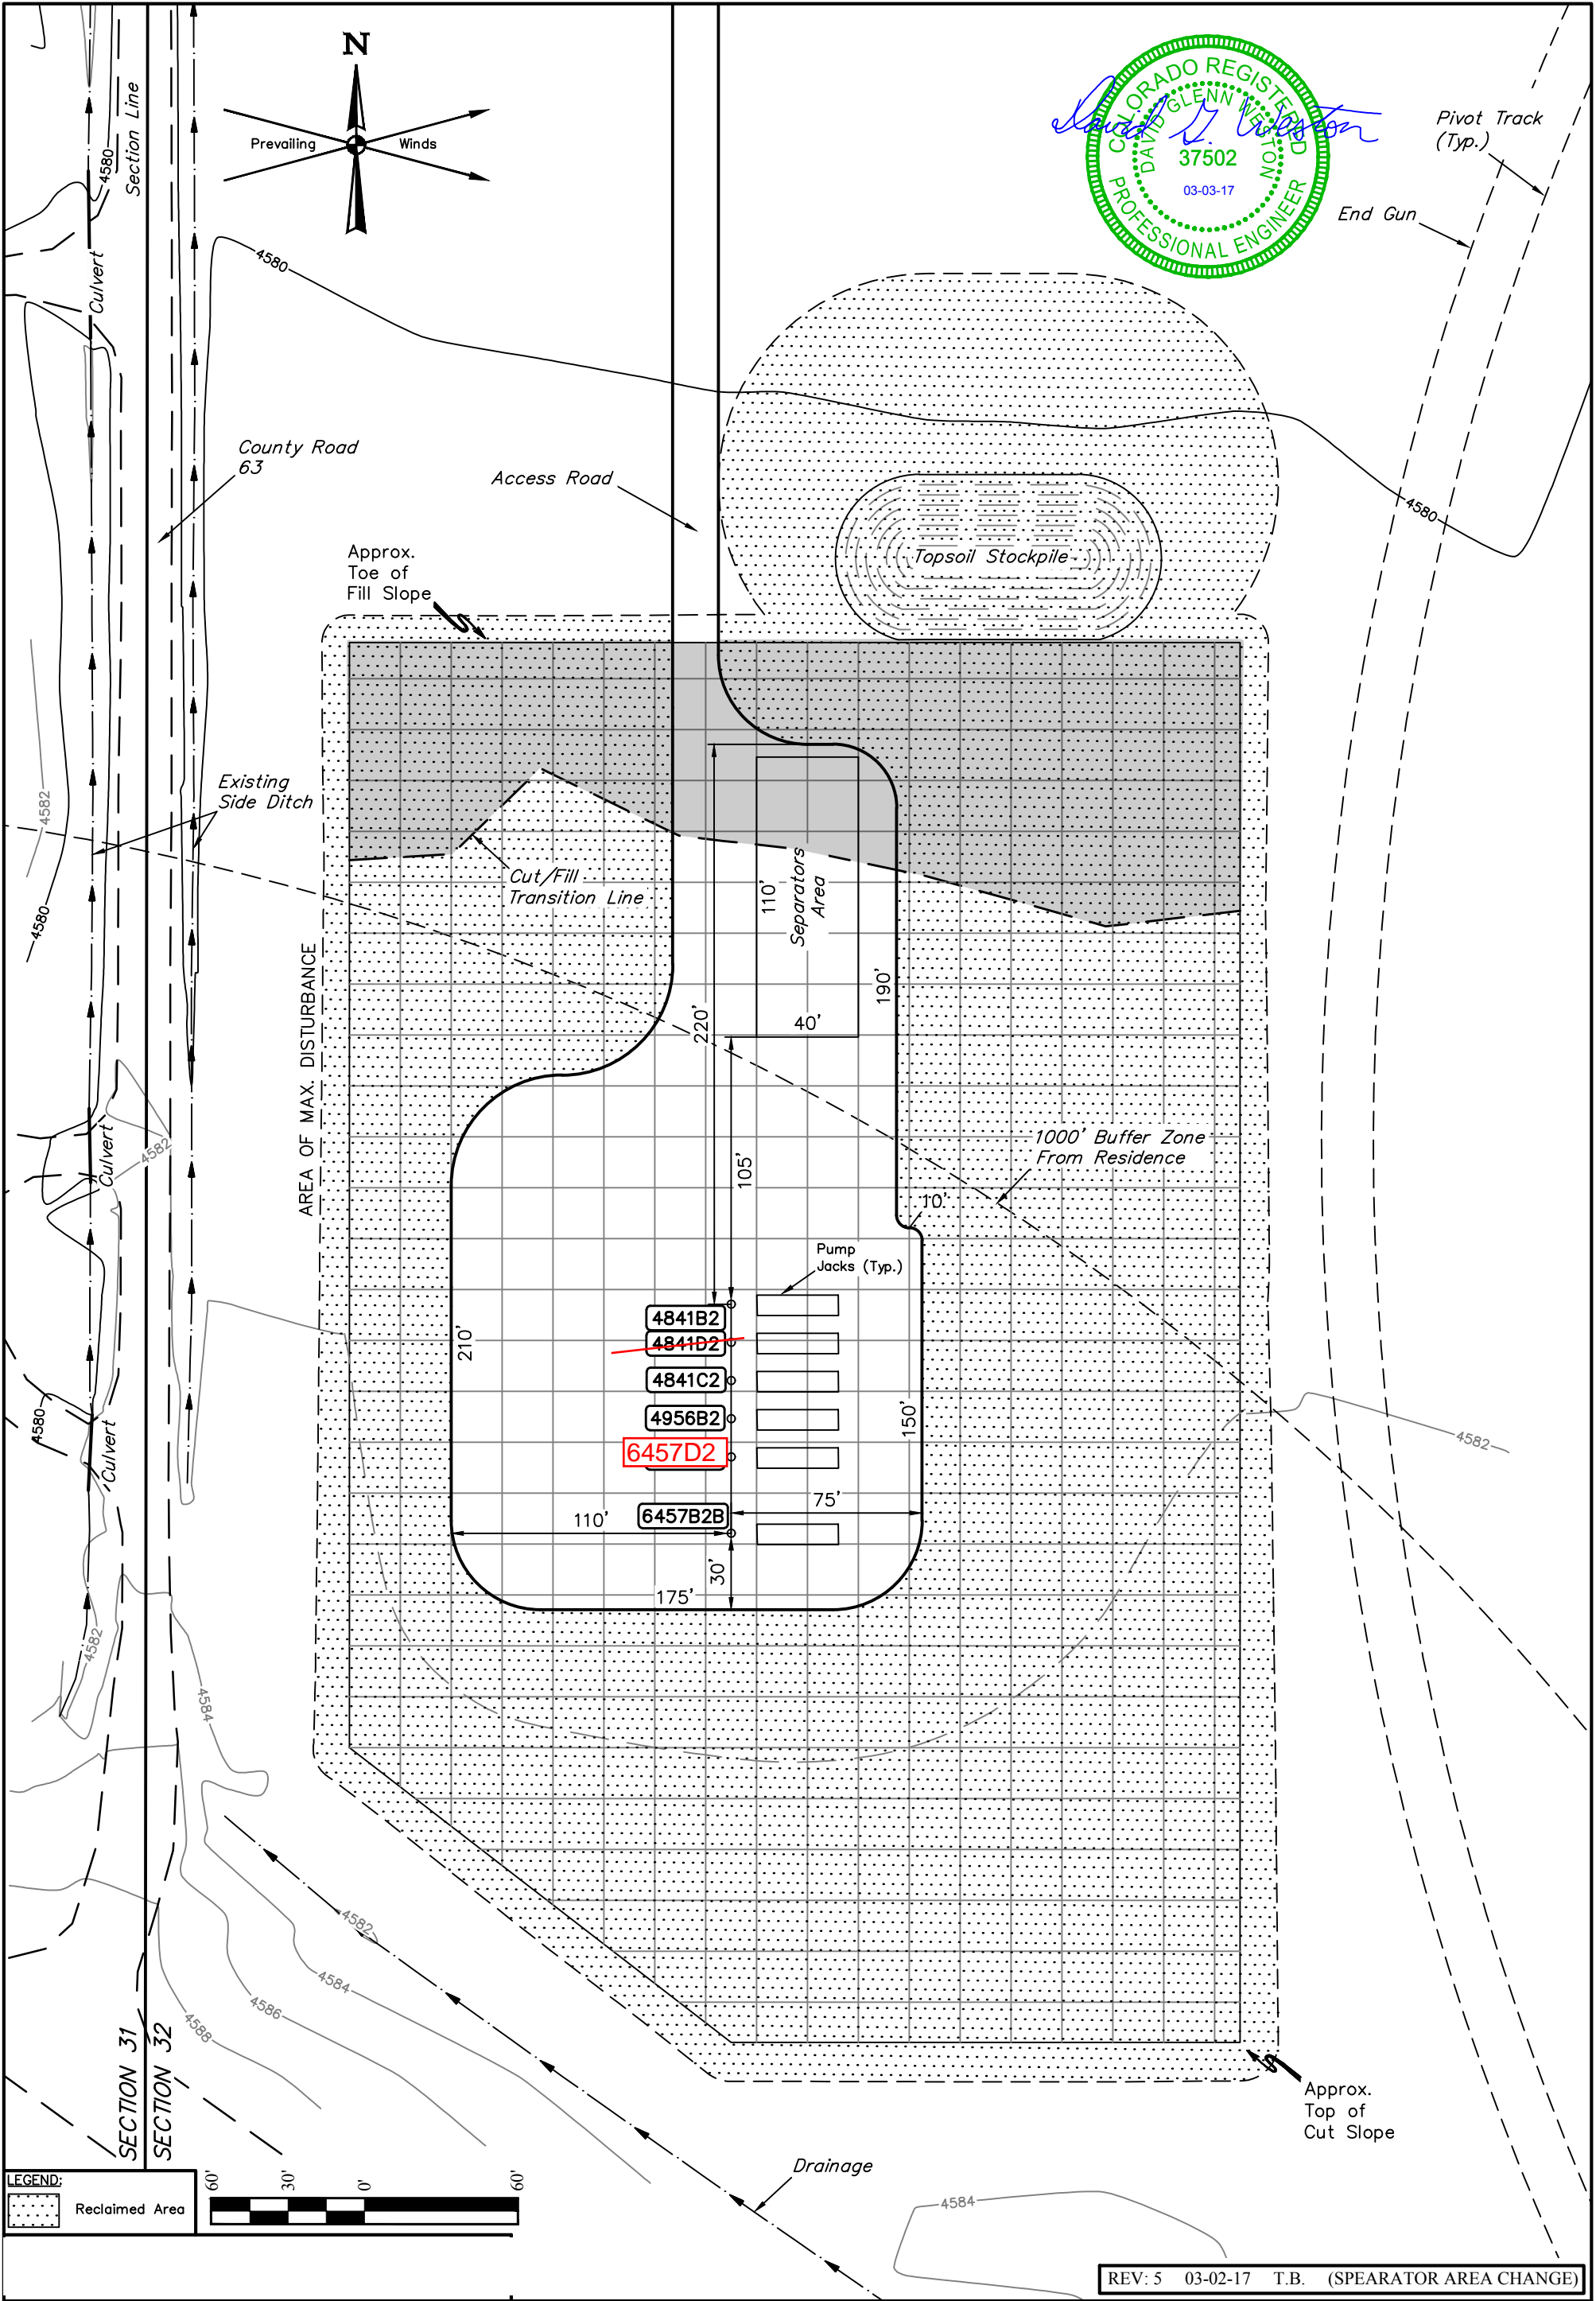 N
Prevailing Winds
COLORADO REGISTERED
DAVID GLENN WESTON
37502
03-03-17
PROFESSIONAL ENGINEER
David G. Weston
Pivot Track
(Typ.)
End Gun
Section Line
4580
Culvert
4580
County Road
63
Access Road
4580
Topsoil Stockpile
Approx.
Toe of
Fill Slope
Existing
Side Ditch
4582
4580
Cut/Fill
Transition Line
110'
Separators
Area
190'
40'
220'
AREA OF MAX. DISTURBANCE
105'
1000' Buffer Zone
From Residence
10'
Culvert
4582
Pump
Jacks (Typ.)
4841B2
4841D2
4841C2
4956B2
6457D2
6457B2B
210'
150'
75'
110'
30'
175'
4580
Culvert
4582
4582
4584
4582
4584
4586
4588
SECTION 31
SECTION 32
Approx.
Top of
Cut Slope
Drainage
4584
LEGEND:
Reclaimed Area
60' 30' 0' 60'
REV: 5 03-02-17 T.B. (SPEARATOR AREA CHANGE)